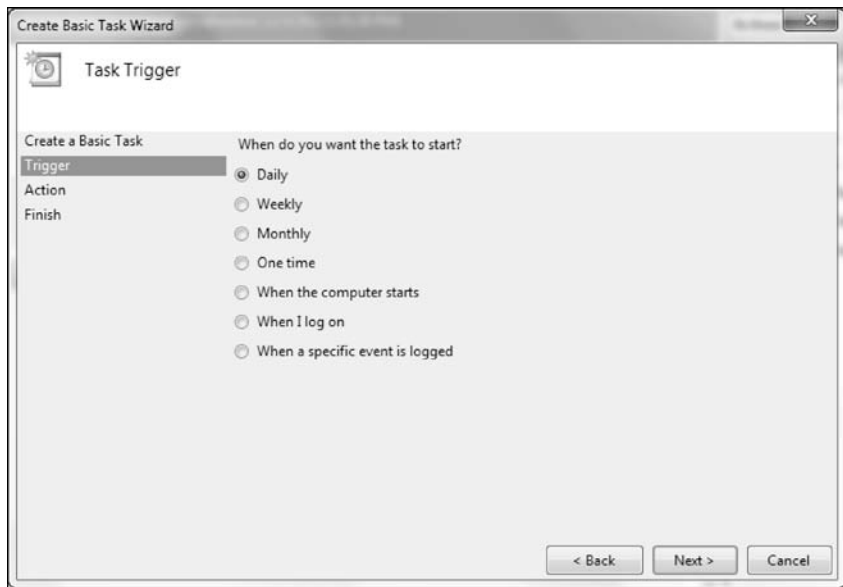 Create Basic Task Wizard
Task Trigger
Create a Basic Task
Trigger
Action
Finish
When do you want the task to start?
Daily
Weekly
Monthly
One time
When the computer starts
When I log on
When a specific event is logged
< Back
Next >
Cancel